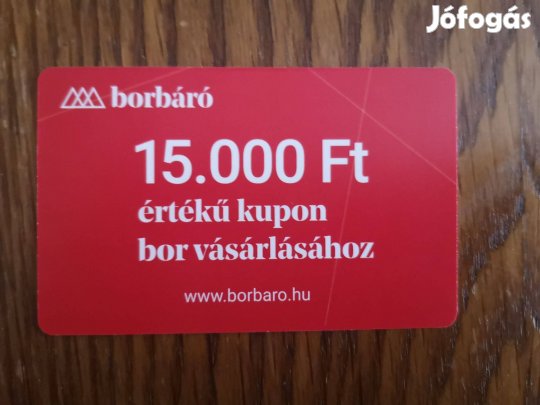 Jófogás
borbáró
15.000 Ft
értékű kupon
bor vásárlásához
www.borbaro.hu